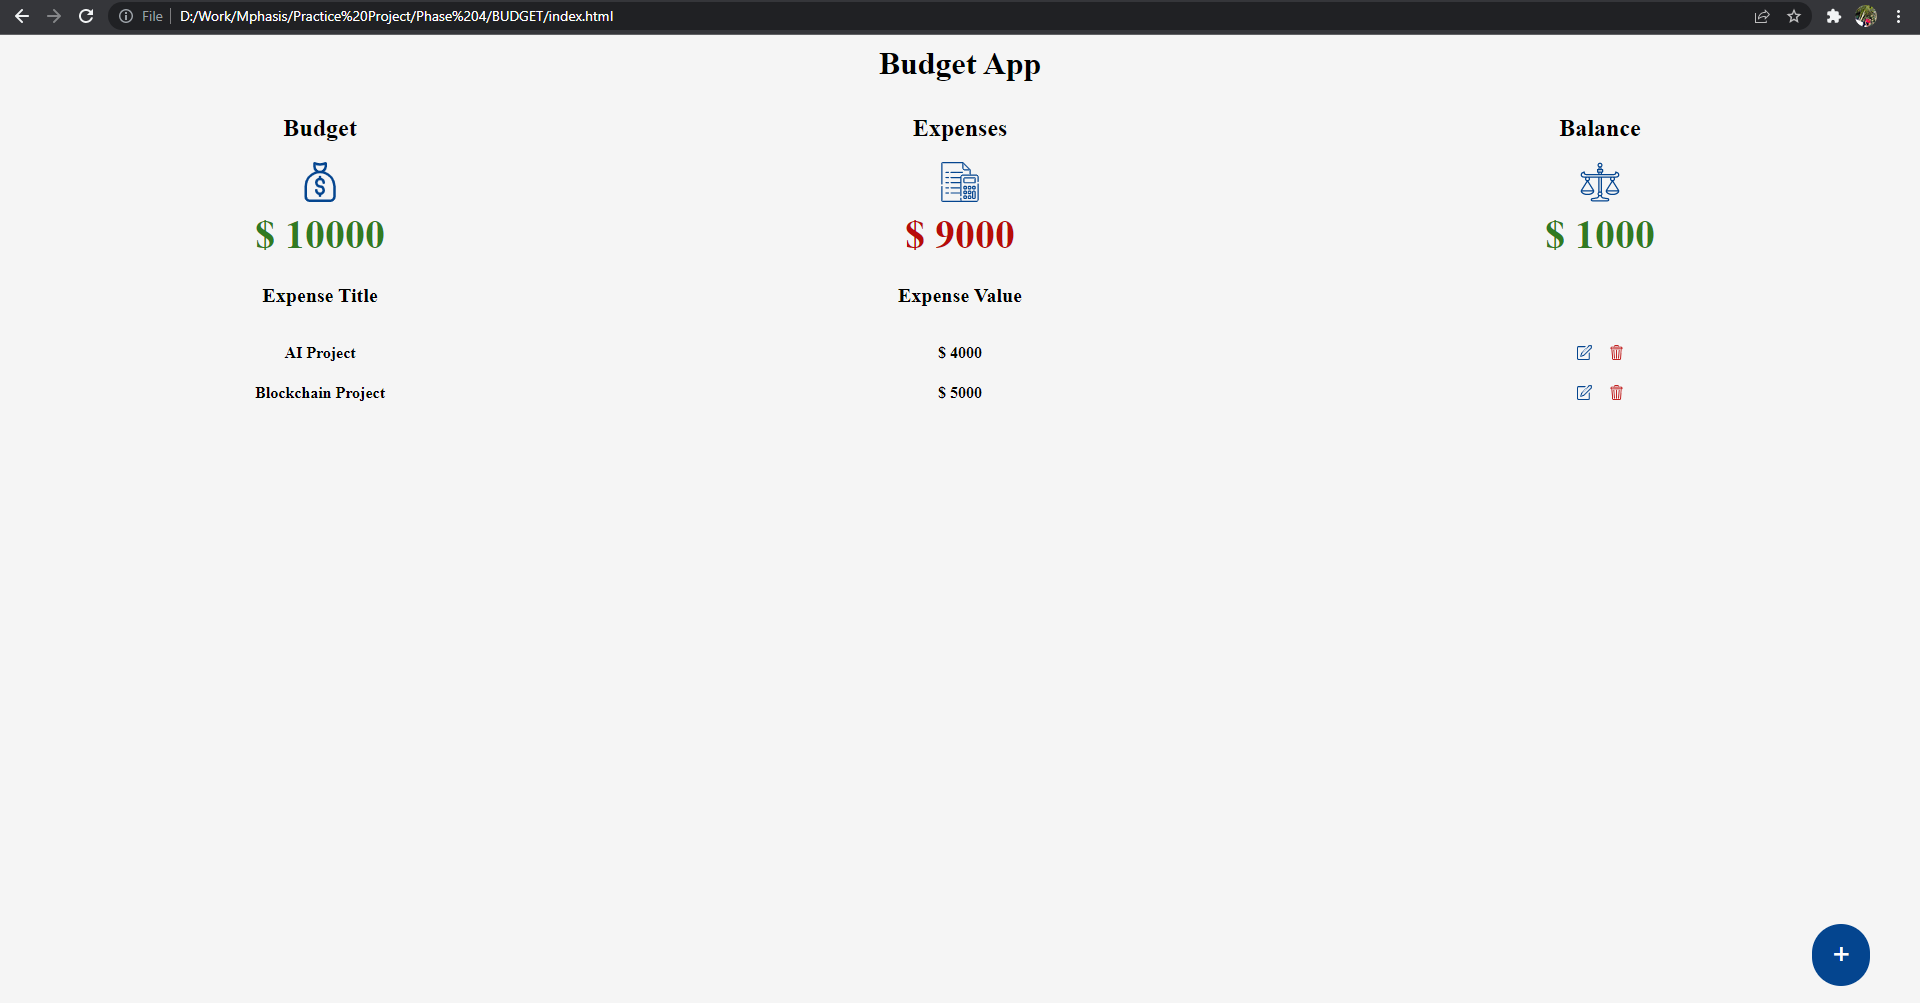 File D:/Work/Mphasis/Practice%20Project/Phase%204/BUDGET/index.html
Budget App
Budget Expenses Balance
$
$ 10000 $ 9000 $ 1000
Expense Title Expense Value
AI Project $ 4000
Blockchain Project $ 5000
+